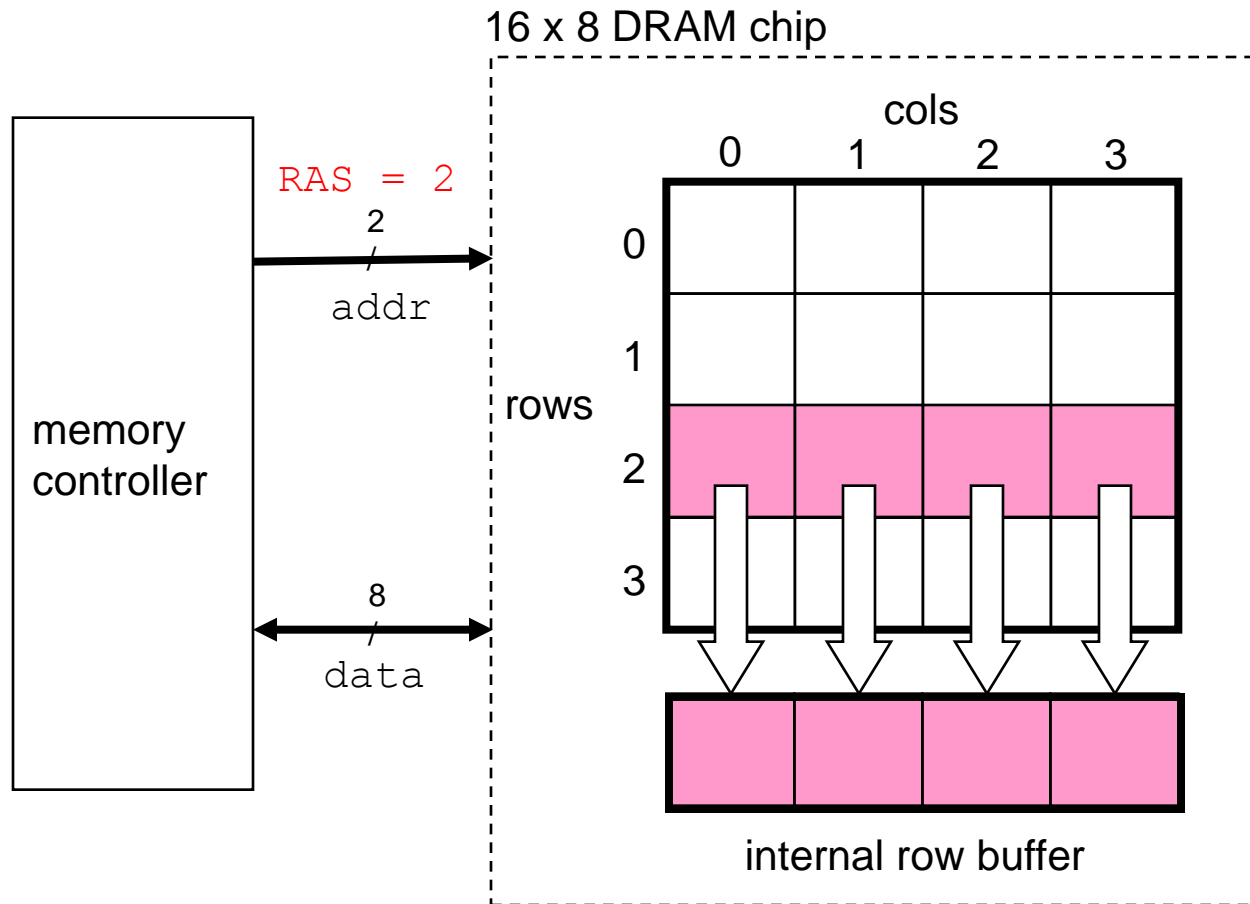 16 x 8 DRAM chip
cols
0 1 2 3
RAS = 2
2
addr
0
1
rows
2
3
memory
controller
8
data
internal row buffer